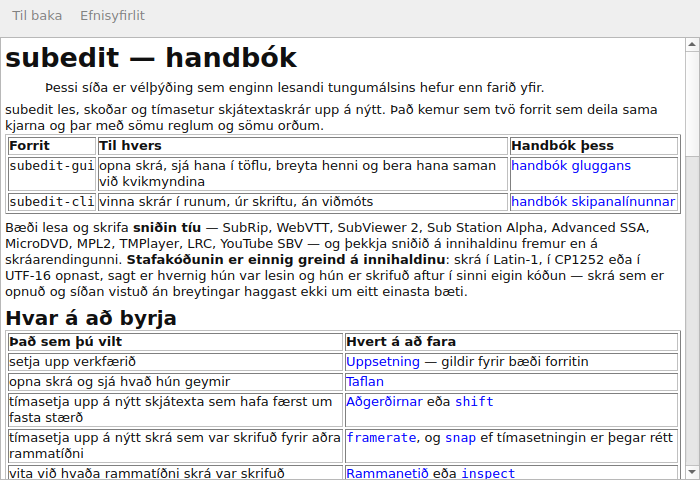 Til baka Efnisyfirlit
subedit — handbók
Þessi síða er vélþýðing sem enginn lesandi tungumálsins hefur enn farið yfir.
subedit les, skoðar og tímasetur skjátextaskrár upp á nýtt. Það kemur sem tvö forrit sem deila sama
kjarna og þar með sömu reglum og sömu orðum.
Forrit Til hvers Handbók þess
subedit-gui opna skrá, sjá hana í töflu, breyta henni og bera hana saman handbók gluggans
við kvikmyndina
subedit-cli vinna skrár í runum, úr skriftu, án viðmóts handbók skipanalínunnar
Bæði lesa og skrifa sniðin tíu — SubRip, WebVTT, SubViewer 2, Sub Station Alpha, Advanced SSA,
MicroDVD, MPL2, TMPlayer, LRC, YouTube SBV — og þekkja sniðið á innihaldinu fremur en á
skráarendingunni. Stafakóðunin er einnig greind á innihaldinu: skrá í Latin-1, í CP1252 eða í
UTF-16 opnast, sagt er hvernig hún var lesin og hún er skrifuð aftur í sinni eigin kóðun — skrá sem er
opnuð og síðan vistuð án breytingar haggast ekki um eitt einasta bæti.
Hvar á að byrja
Það sem þú vilt Hvert á að fara
setja upp verkfærið Uppsetning — gildir fyrir bæði forritin
opna skrá og sjá hvað hún geymir Taflan
tímasetja upp á nýtt skjátexta sem hafa færst um Aðgerðirnar eða shift
fasta stærð
tímasetja upp á nýtt skrá sem var skrifuð fyrir aðra framerate, og snap ef tímasetningin er þegar rétt
rammatíðni
vita við hvaða rammatíðni skrá var skrifuð Rammanetið eða inspect